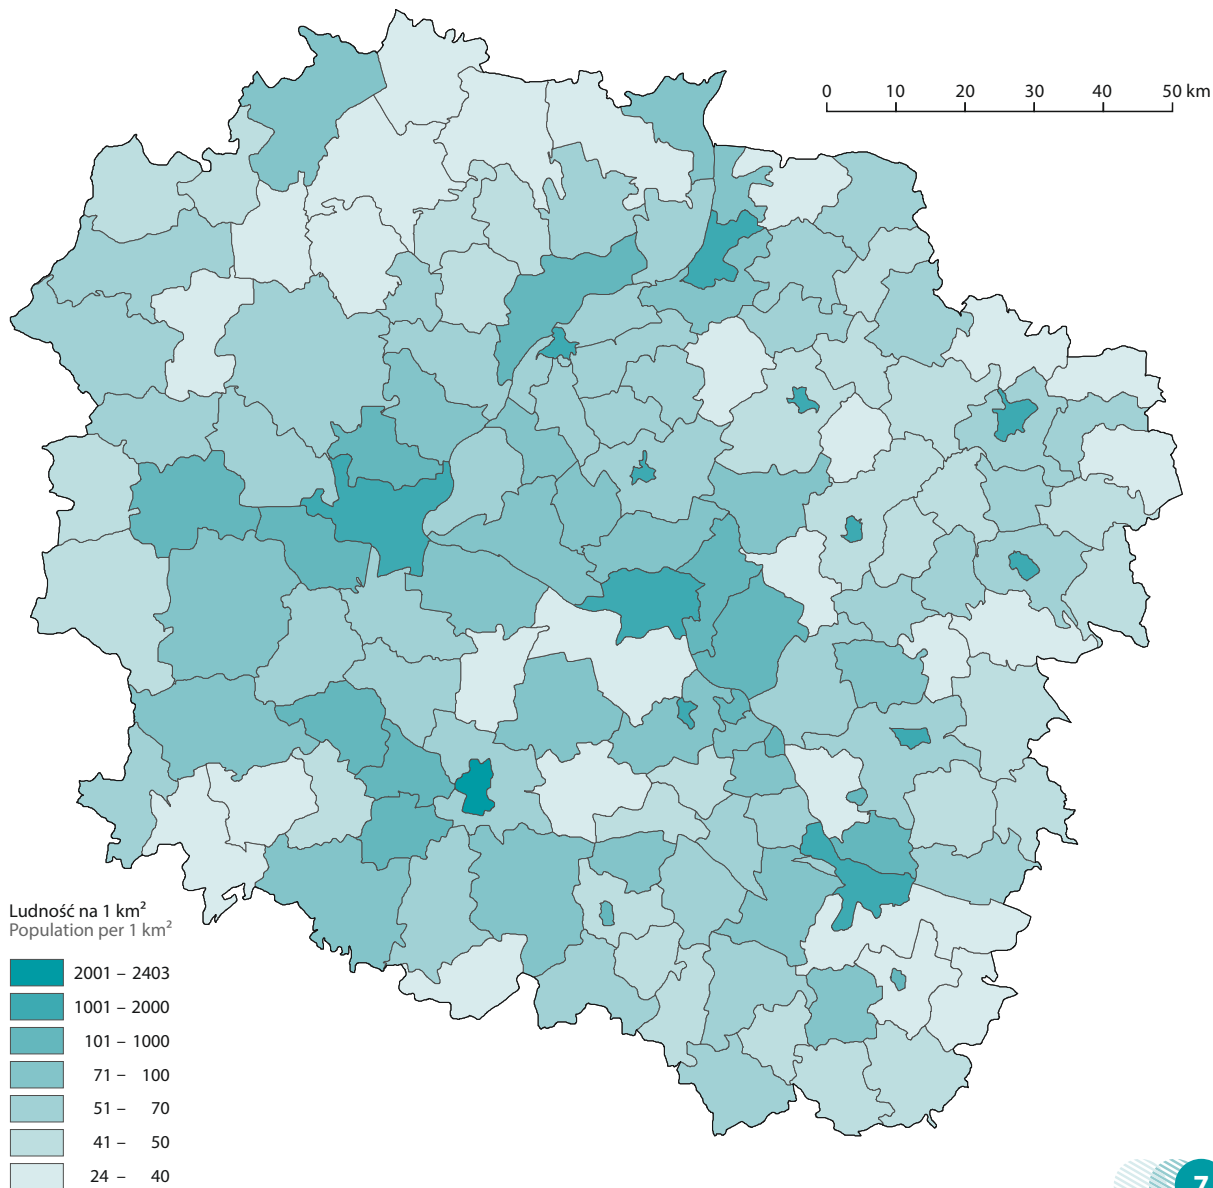 0 10 20 30 40 50 km
Ludność na 1 km²
Population per 1 km²
2001 – 2403
1001 – 2000
101 – 1000
71 – 100
51 – 70
41 – 50
24 – 40
7